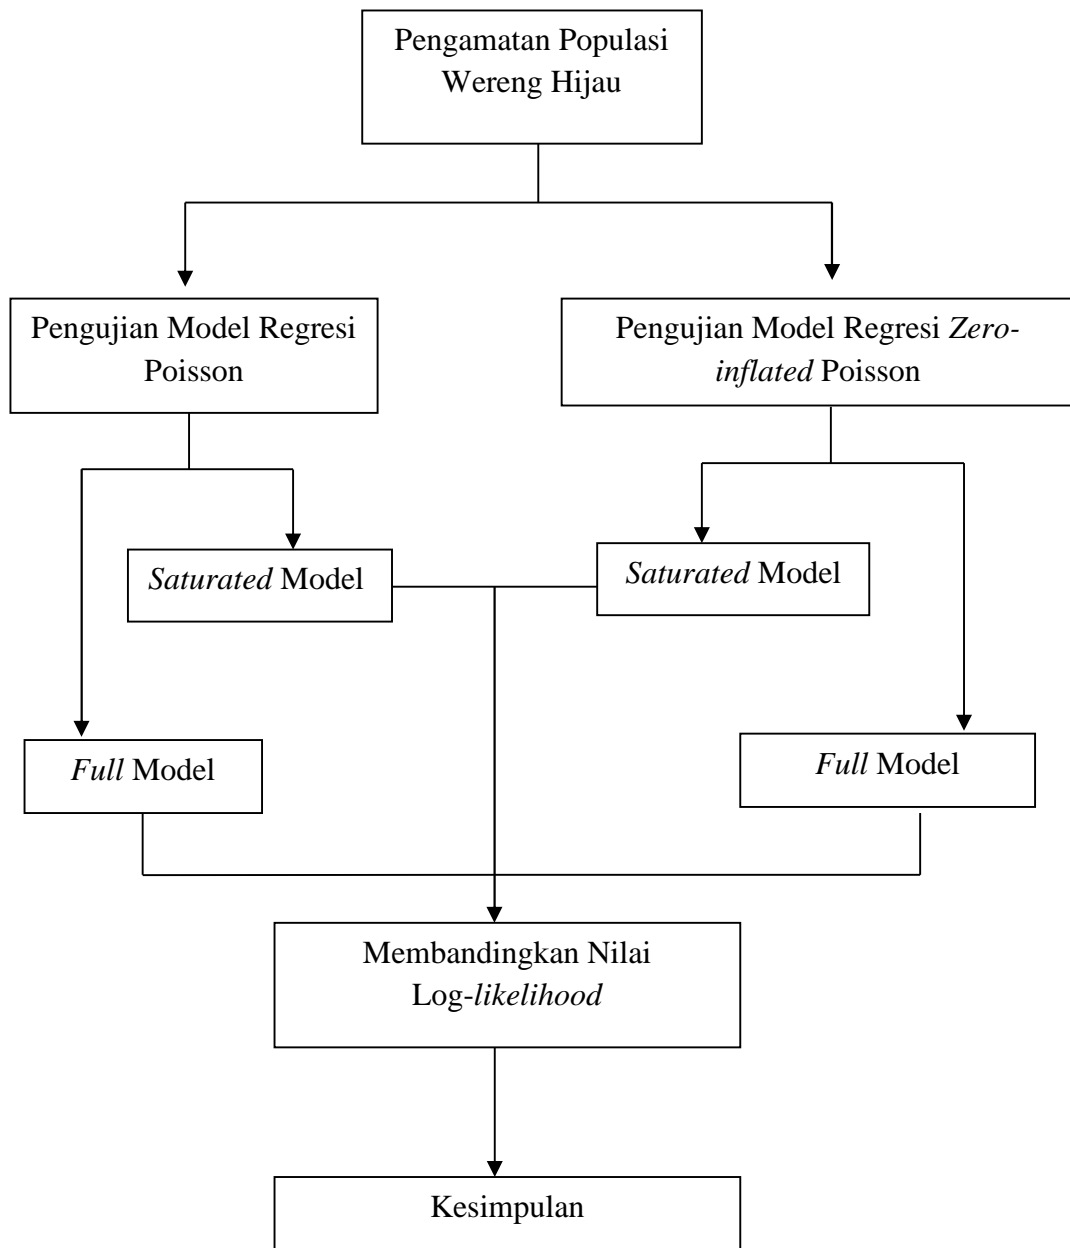 Pengamatan Populasi
Wereng Hijau
Pengujian Model Regresi
Poisson
Pengujian Model Regresi Zero-
inflated Poisson
Saturated Model
Saturated Model
Full Model
Full Model
Membandingkan Nilai
Log-likelihood
Kesimpulan